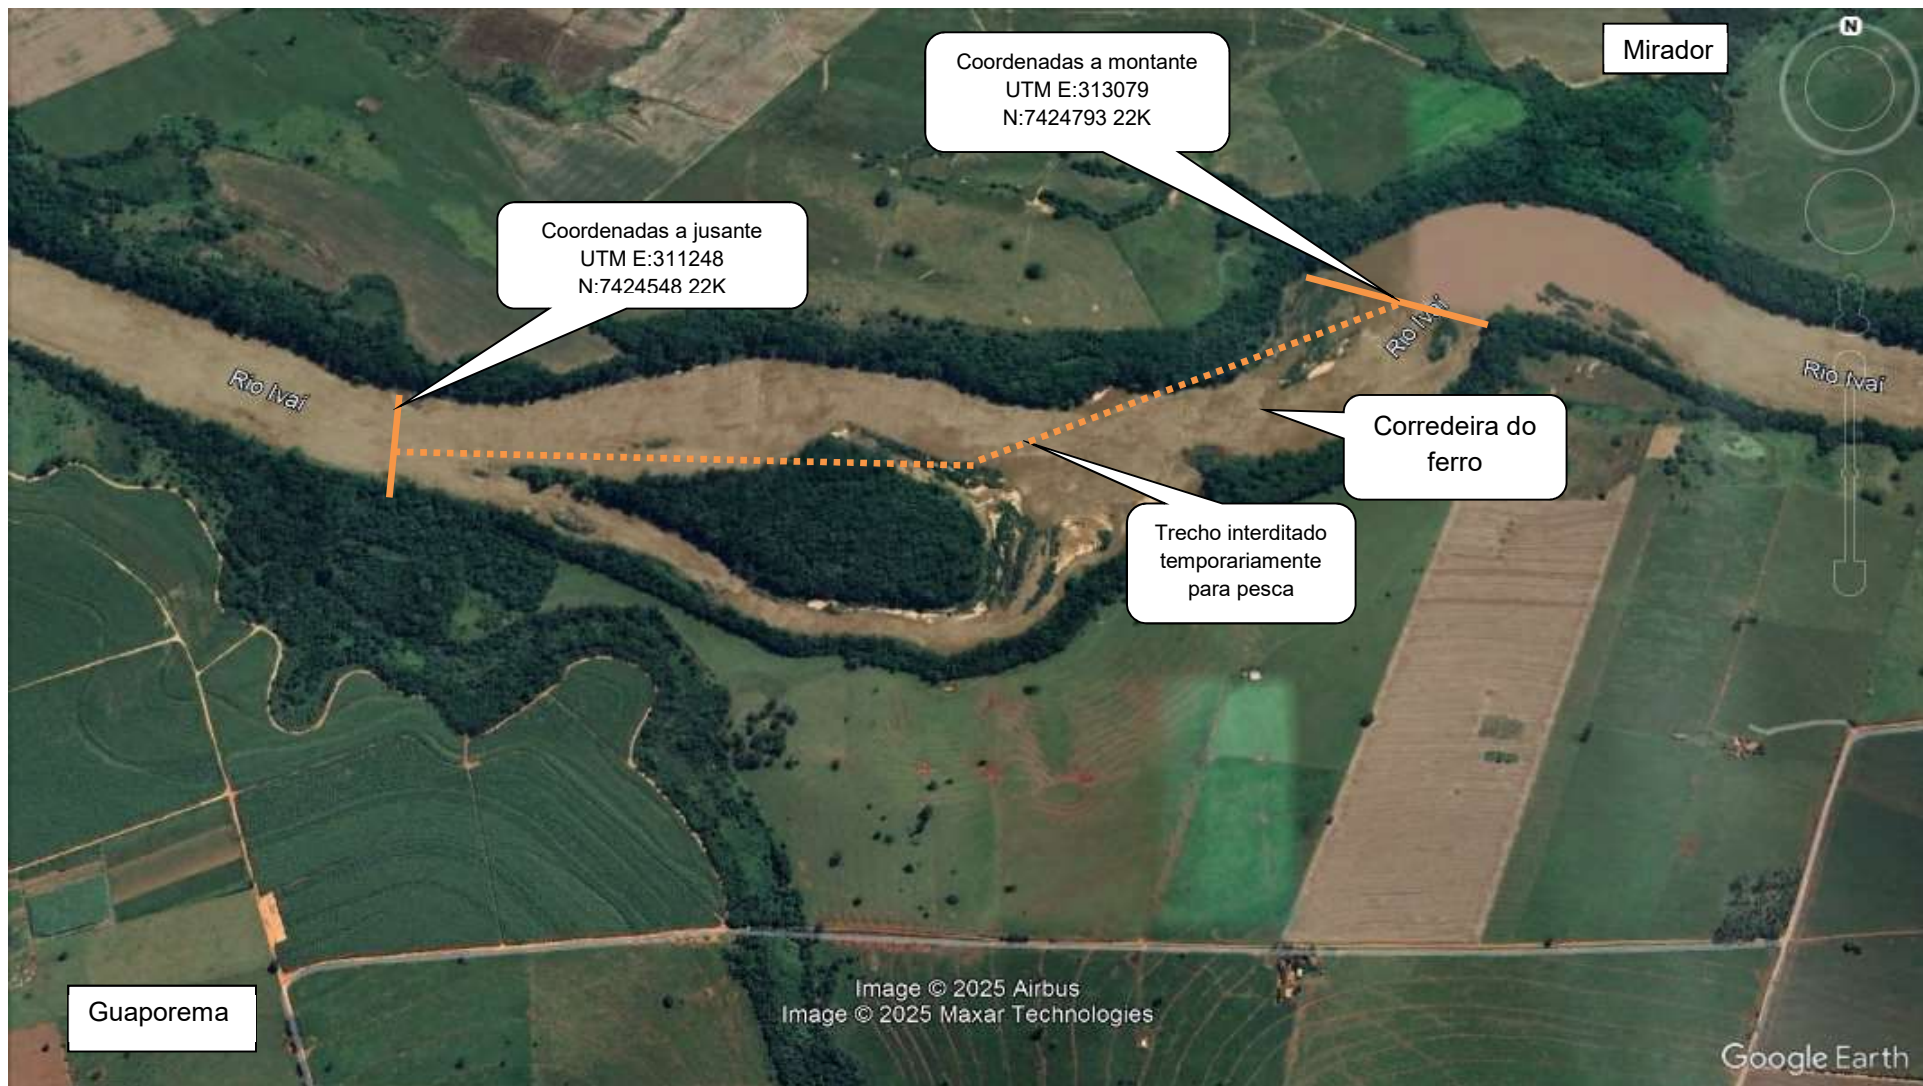 N
Mirador
Coordenadas a montante
UTM E:313079
N:7424793 22K
Coordenadas a jusante
UTM E:311248
N:7424548 22K
Rio Ivaí
Rio Ivaí
Rio Ivaí
Corredeira do
ferro
Trecho interditado
temporariamente
para pesca
Guaporema
Image © 2025 Airbus
Image © 2025 Maxar Technologies
Google Earth